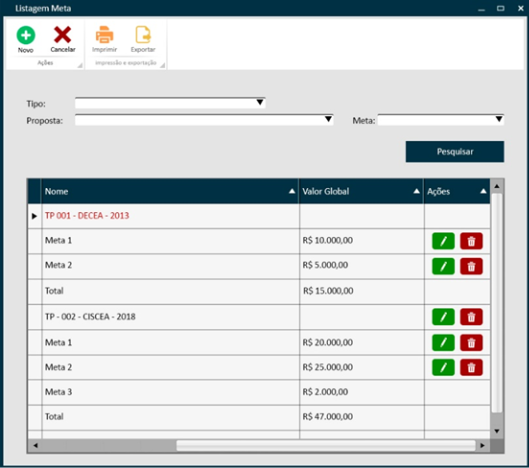 Listagem Meta
Novo Cancelar Imprimir Exportar
Ações Impressão e exportação
Tipo:
Proposta: Meta:
Pesquisar
Nome Valor Global Ações
TP 001 - DECEA - 2013
Meta 1 R$ 10.000,00
Meta 2 R$ 5.000,00
Total R$ 15.000,00
TP - 002 - CISCEA - 2018
Meta 1 R$ 20.000,00
Meta 2 R$ 25.000,00
Meta 3 R$ 2.000,00
Total R$ 47.000,00